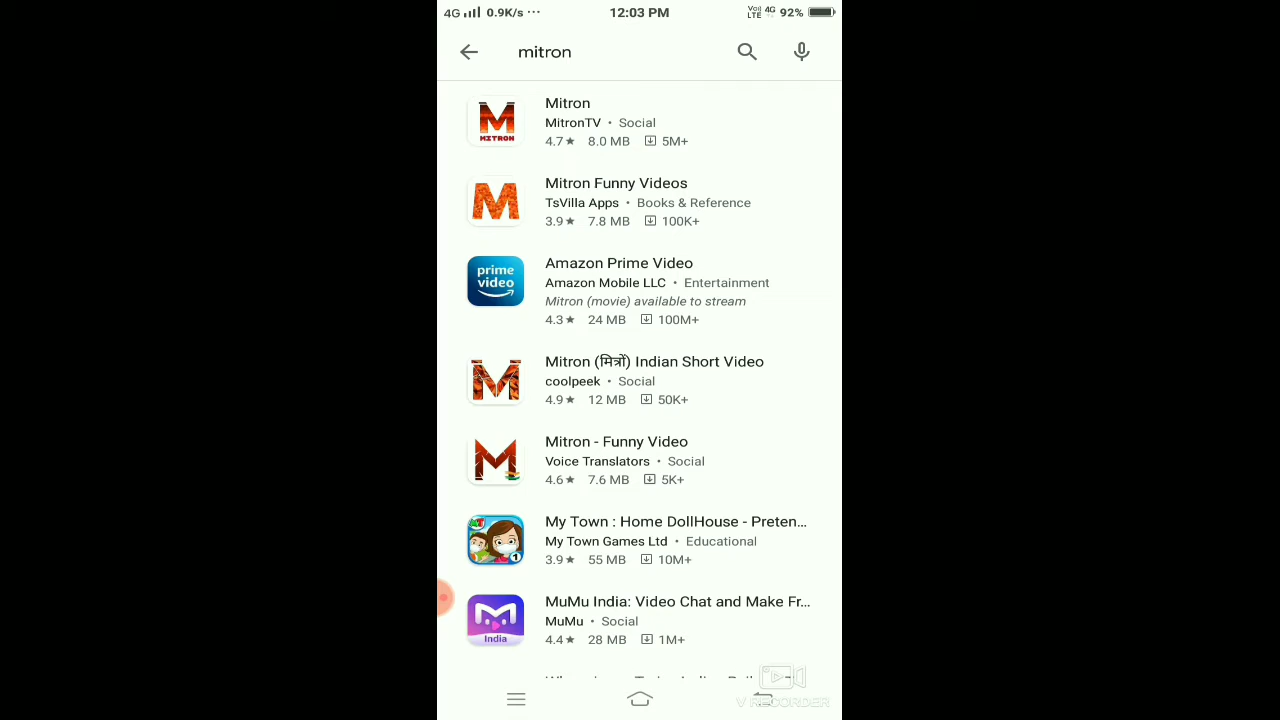 4G 0.9K/s ··· 12:03 PM VoLTE 4G 92%
mitron
MITRON
Mitron
MitronTV • Social
4.7★ 8.0 MB 5M+
Mitron Funny Videos
TsVilla Apps • Books & Reference
3.9★ 7.8 MB 100K+
prime video
Amazon Prime Video
Amazon Mobile LLC • Entertainment
Mitron (movie) available to stream
4.3★ 24 MB 100M+
Mitron (मित्रों) Indian Short Video
coolpeek • Social
4.9★ 12 MB 50K+
Mitron - Funny Video
Voice Translators • Social
4.6★ 7.6 MB 5K+
My Town : Home DollHouse - Preten...
My Town Games Ltd • Educational
3.9★ 55 MB 10M+
India
MuMu India: Video Chat and Make Fr...
MuMu • Social
4.4★ 28 MB 1M+
V RECORDER